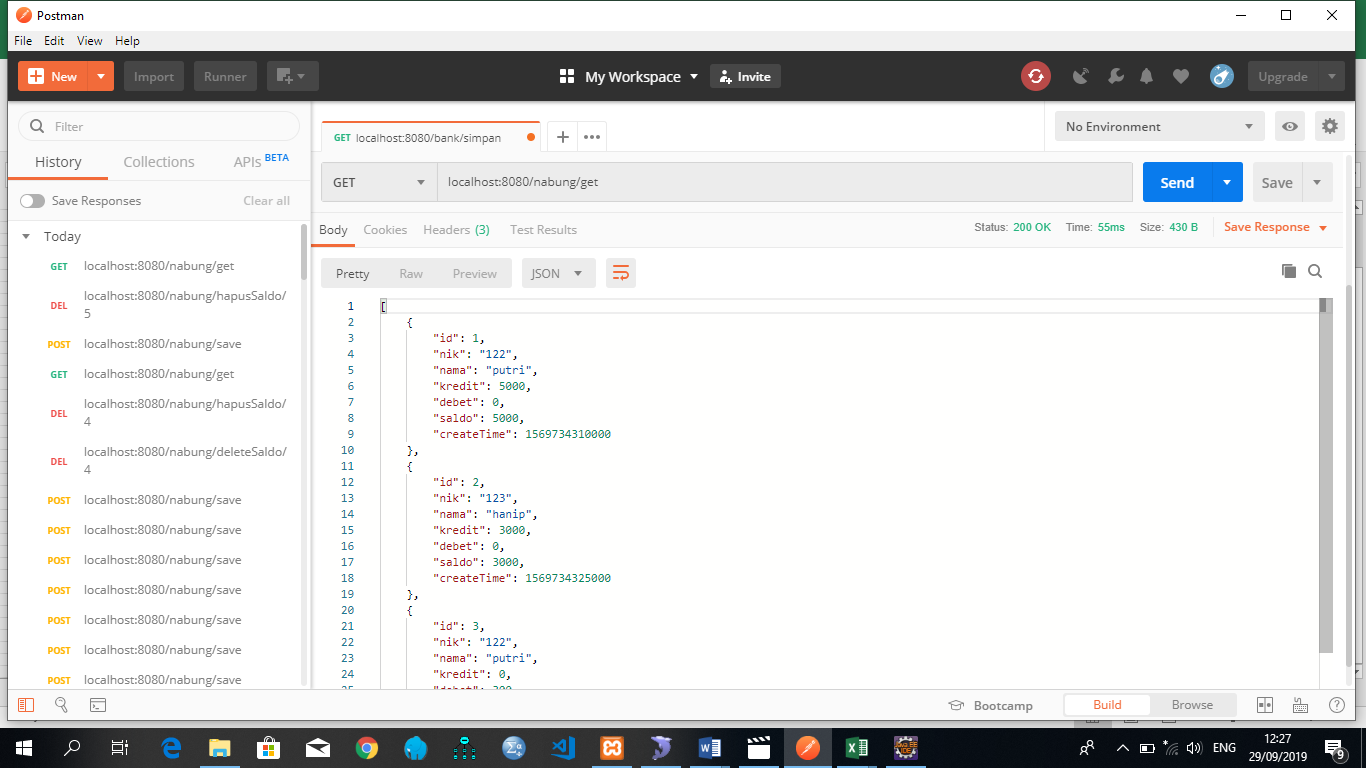 Postman
File Edit View Help
New Import Runner My Workspace Invite Upgrade
Filter
History Collections APIs BETA
Save Responses Clear all
Today
GET localhost:8080/nabung/get
DEL localhost:8080/nabung/hapusSaldo/
5
POST localhost:8080/nabung/save
GET localhost:8080/nabung/get
DEL localhost:8080/nabung/hapusSaldo/
4
DEL localhost:8080/nabung/deleteSaldo/
4
POST localhost:8080/nabung/save
POST localhost:8080/nabung/save
POST localhost:8080/nabung/save
POST localhost:8080/nabung/save
POST localhost:8080/nabung/save
POST localhost:8080/nabung/save
POST localhost:8080/nabung/save
GET localhost:8080/bank/simpan
No Environment
GET localhost:8080/nabung/get Send Save
Body Cookies Headers (3) Test Results Status: 200 OK Time: 55ms Size: 430 B Save Response
Pretty Raw Preview JSON
1 [
2 {
3 "id": 1,
4 "nik": "122",
5 "nama": "putri",
6 "kredit": 5000,
7 "debet": 0,
8 "saldo": 5000,
9 "createTime": 1569734310000
10 },
11 {
12 "id": 2,
13 "nik": "123",
14 "nama": "hanip",
15 "kredit": 3000,
16 "debet": 0,
17 "saldo": 3000,
18 "createTime": 1569734325000
19 },
20 {
21 "id": 3,
22 "nik": "122",
23 "nama": "putri",
24 "kredit": 0,
Bootcamp Build Browse
ENG 12:27
29/09/2019
9